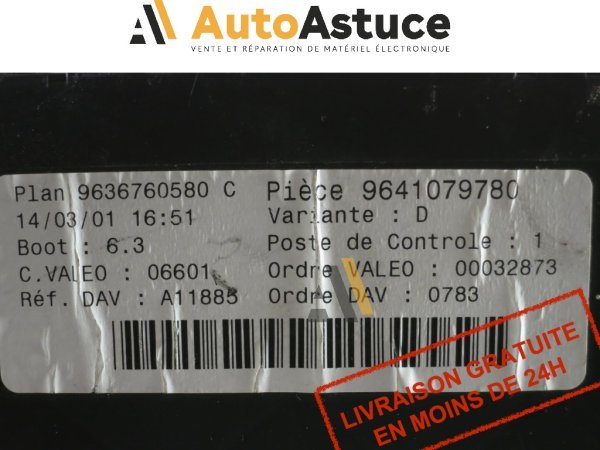 AutoAstuce
VENTE ET RÉPARATION DE MATÉRIEL ÉLECTRONIQUE
Plan 9636760580 C Pièce 9641079780
14/03/01 16:51 Variante : D
Boot : 6.3 Poste de Controle : 1
C.VALEO : 06601 Ordre VALEO : 00032873
Réf. DAV : A11885 Ordre DAV : 0783
LIVRAISON GRATUITE
EN MOINS DE 24H